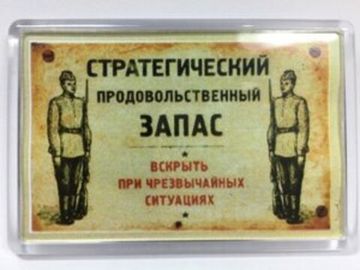 СТРАТЕГИЧЕСКИЙ
ПРОДОВОЛЬСТВЕННЫЙ
ЗАПАС
ВСКРЫТЬ
ПРИ ЧРЕЗВЫЧАЙНЫХ
СИТУАЦИЯХ